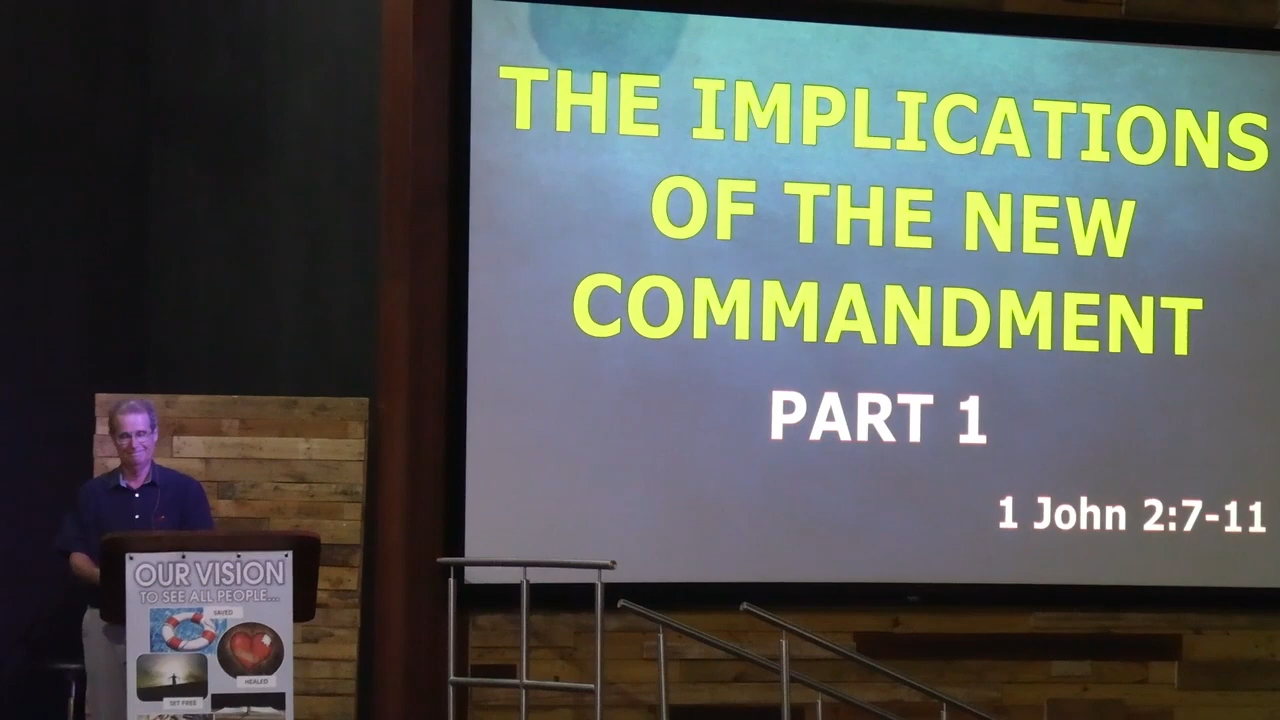 THE IMPLICATIONS
OF THE NEW
COMMANDMENT
PART 1
1 John 2:7-11
OUR VISION
TO SEE ALL PEOPLE...
SAVED
HEALED
SET FREE